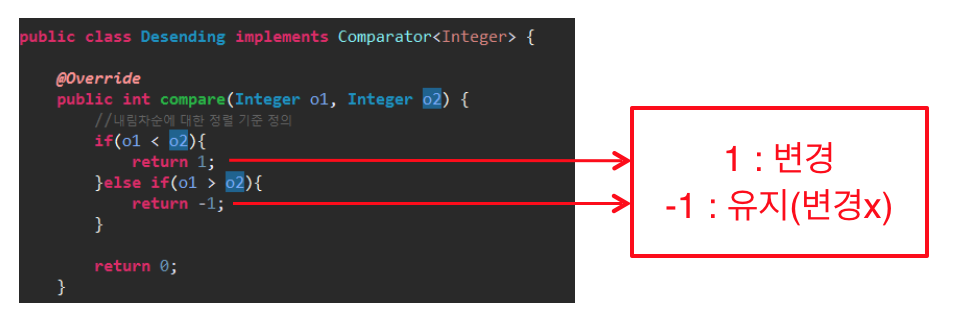 public class Desending implements Comparator<Integer> {
@Override
public int compare(Integer o1, Integer o2) {
//내림차순에 대한 정렬 기준 정의
if(o1 < o2){
return 1;
}else if(o1 > o2){
return -1;
}
return 0;
}
1 : 변경
-1 : 유지(변경x)